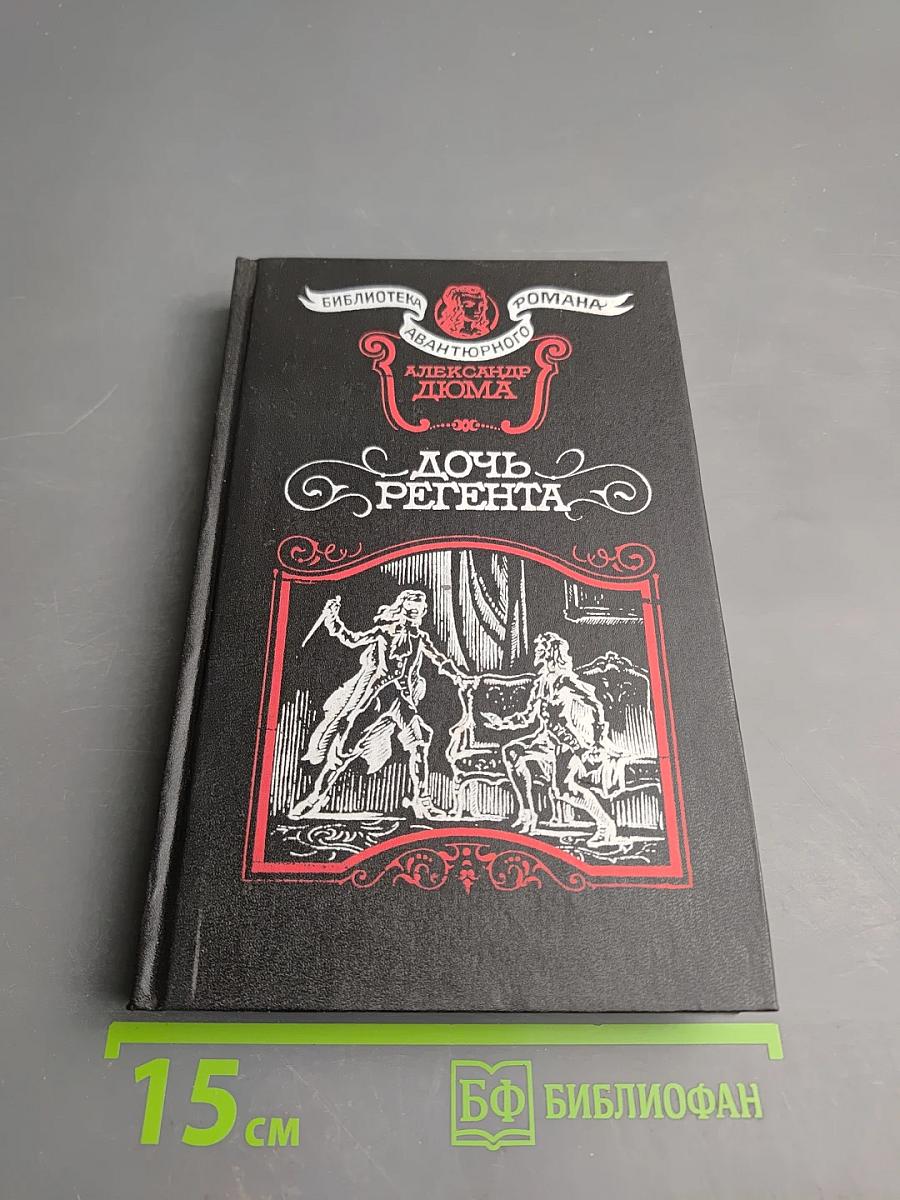 БИБЛИОТЕКА
АВАНТЮРНОГО
РОМАНА
АЛЕКСАНДР
ДЮМА
ДОЧЬ
РЕГЕНТА
15 см
БФ БИБЛИОФАН